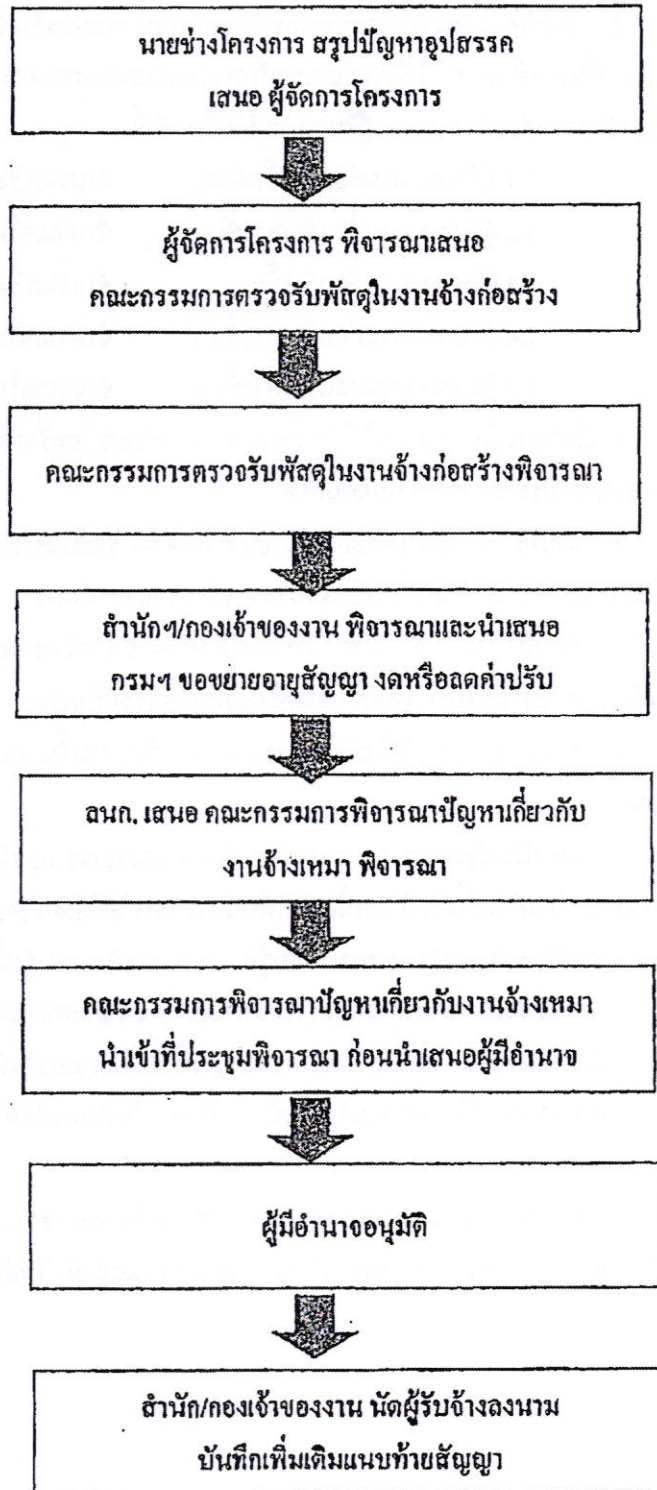 นายช่างโครงการ สรุปปัญหาอุปสรรค
เสนอ ผู้จัดการโครงการ
ผู้จัดการโครงการ พิจารณาเสนอ
คณะกรรมการตรวจรับพัสดุในงานจ้างก่อสร้าง
คณะกรรมการตรวจรับพัสดุในงานจ้างก่อสร้างพิจารณา
สำนักฯ/กองเจ้าของงาน พิจารณาและนำเสนอ
กรมฯ ขอขยายอายุสัญญา งดหรือลดค่าปรับ
ลนก. เสนอ คณะกรรมการพิจารณาปัญหาเกี่ยวกับ
งานจ้างเหมา พิจารณา
คณะกรรมการพิจารณาปัญหาเกี่ยวกับงานจ้างเหมา
นำเข้าที่ประชุมพิจารณา ก่อนนำเสนอผู้มีอำนาจ
ผู้มีอำนาจอนุมัติ
สำนัก/กองเจ้าของงาน นัดผู้รับจ้างลงนาม
บันทึกเพิ่มเติมแนบท้ายสัญญา